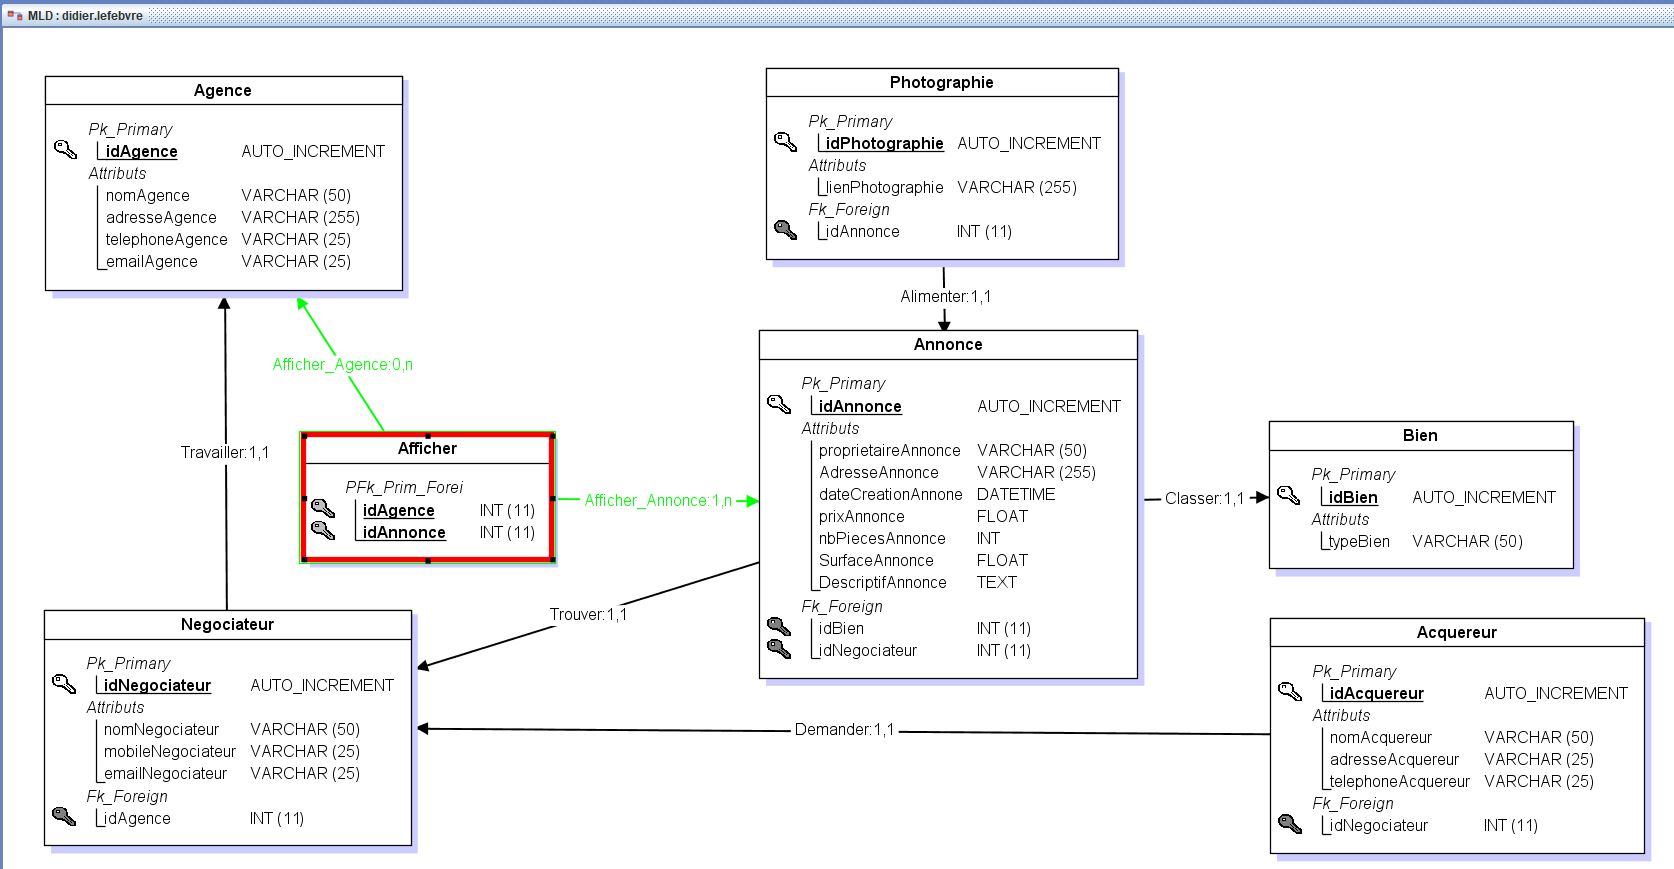 MLD : didier.lefebvre
Agence
Pk_Primary
idAgence AUTO_INCREMENT
Attributs
nomAgence VARCHAR (50)
adresseAgence VARCHAR (255)
telephoneAgence VARCHAR (25)
emailAgence VARCHAR (25)
Photographie
Pk_Primary
idPhotographie AUTO_INCREMENT
Attributs
lienPhotographie VARCHAR (255)
Fk_Foreign
idAnnonce INT (11)
Alimenter:1,1
Afficher_Agence:0,n
Travailler:1,1
Afficher
PFk_Prim_Forei
idAgence INT (11)
idAnnonce INT (11)
Afficher_Annonce:1,n
Annonce
Pk_Primary
idAnnonce AUTO_INCREMENT
Attributs
proprietaireAnnonce VARCHAR (50)
AdresseAnnonce VARCHAR (255)
dateCreationAnnone DATETIME
prixAnnonce FLOAT
nbPiecesAnnonce INT
SurfaceAnnonce FLOAT
DescriptifAnnonce TEXT
Fk_Foreign
idBien INT (11)
idNegociateur INT (11)
Classer:1,1
Bien
Pk_Primary
idBien AUTO_INCREMENT
Attributs
typeBien VARCHAR (50)
Trouver:1,1
Negociateur
Pk_Primary
idNegociateur AUTO_INCREMENT
Attributs
nomNegociateur VARCHAR (50)
mobileNegociateur VARCHAR (25)
emailNegociateur VARCHAR (25)
Fk_Foreign
idAgence INT (11)
Demander:1,1
Acquereur
Pk_Primary
idAcquereur AUTO_INCREMENT
Attributs
nomAcquereur VARCHAR (50)
adresseAcquereur VARCHAR (25)
telephoneAcquereur VARCHAR (25)
Fk_Foreign
idNegociateur INT (11)